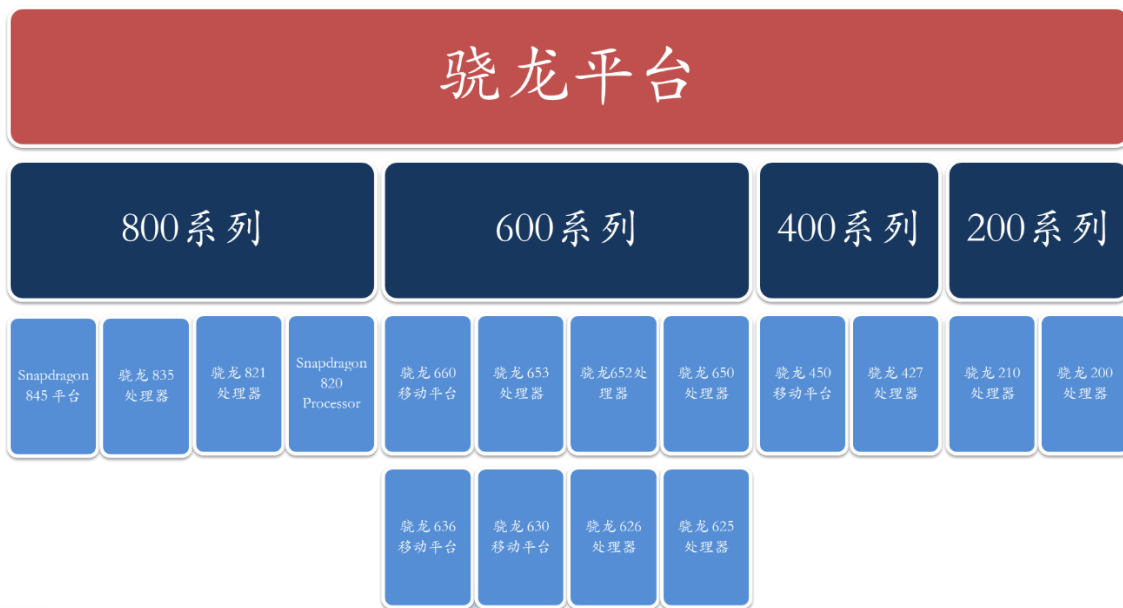 骁龙平台
800系列
600系列
400系列
200系列
Snapdragon
845 平台
骁龙 835
处理器
骁龙 821
处理器
Snapdragon
820
Processor
骁龙 660
移动平台
骁龙 653
处理器
骁龙652处
理器
骁龙 650
处理器
骁龙 450
移动平台
骁龙 427
处理器
骁龙 210
处理器
骁龙 200
处理器
骁龙 636
移动平台
骁龙 630
移动平台
骁龙 626
处理器
骁龙 625
处理器